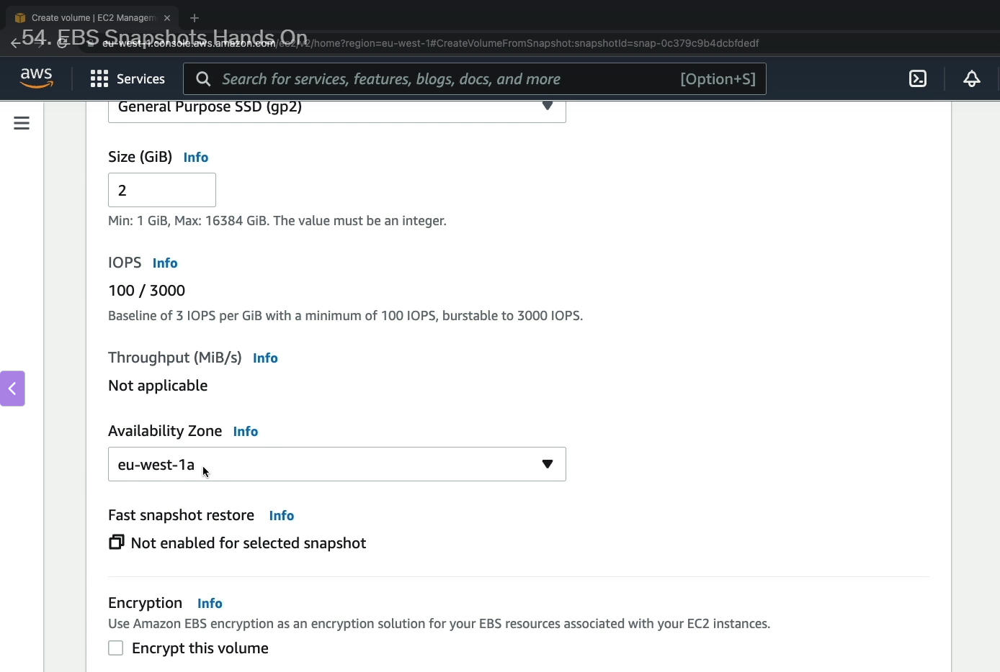 Create volume | EC2 Managem
54. EBS Snapshots Hands On
eu-west-1.console.aws.amazon.com/ec2/v2/home?region=eu-west-1#CreateVolumeFromSnapshot:snapshotId=snap-0c379c9b4dcbfdedf
aws
Services
Search for services, features, blogs, docs, and more
[Option+S]
General Purpose SSD (gp2)
Size (GiB) Info
2
Min: 1 GiB, Max: 16384 GiB. The value must be an integer.
IOPS Info
100 / 3000
Baseline of 3 IOPS per GiB with a minimum of 100 IOPS, burstable to 3000 IOPS.
Throughput (MiB/s) Info
Not applicable
Availability Zone Info
eu-west-1a
Fast snapshot restore Info
Not enabled for selected snapshot
Encryption Info
Use Amazon EBS encryption as an encryption solution for your EBS resources associated with your EC2 instances.
Encrypt this volume